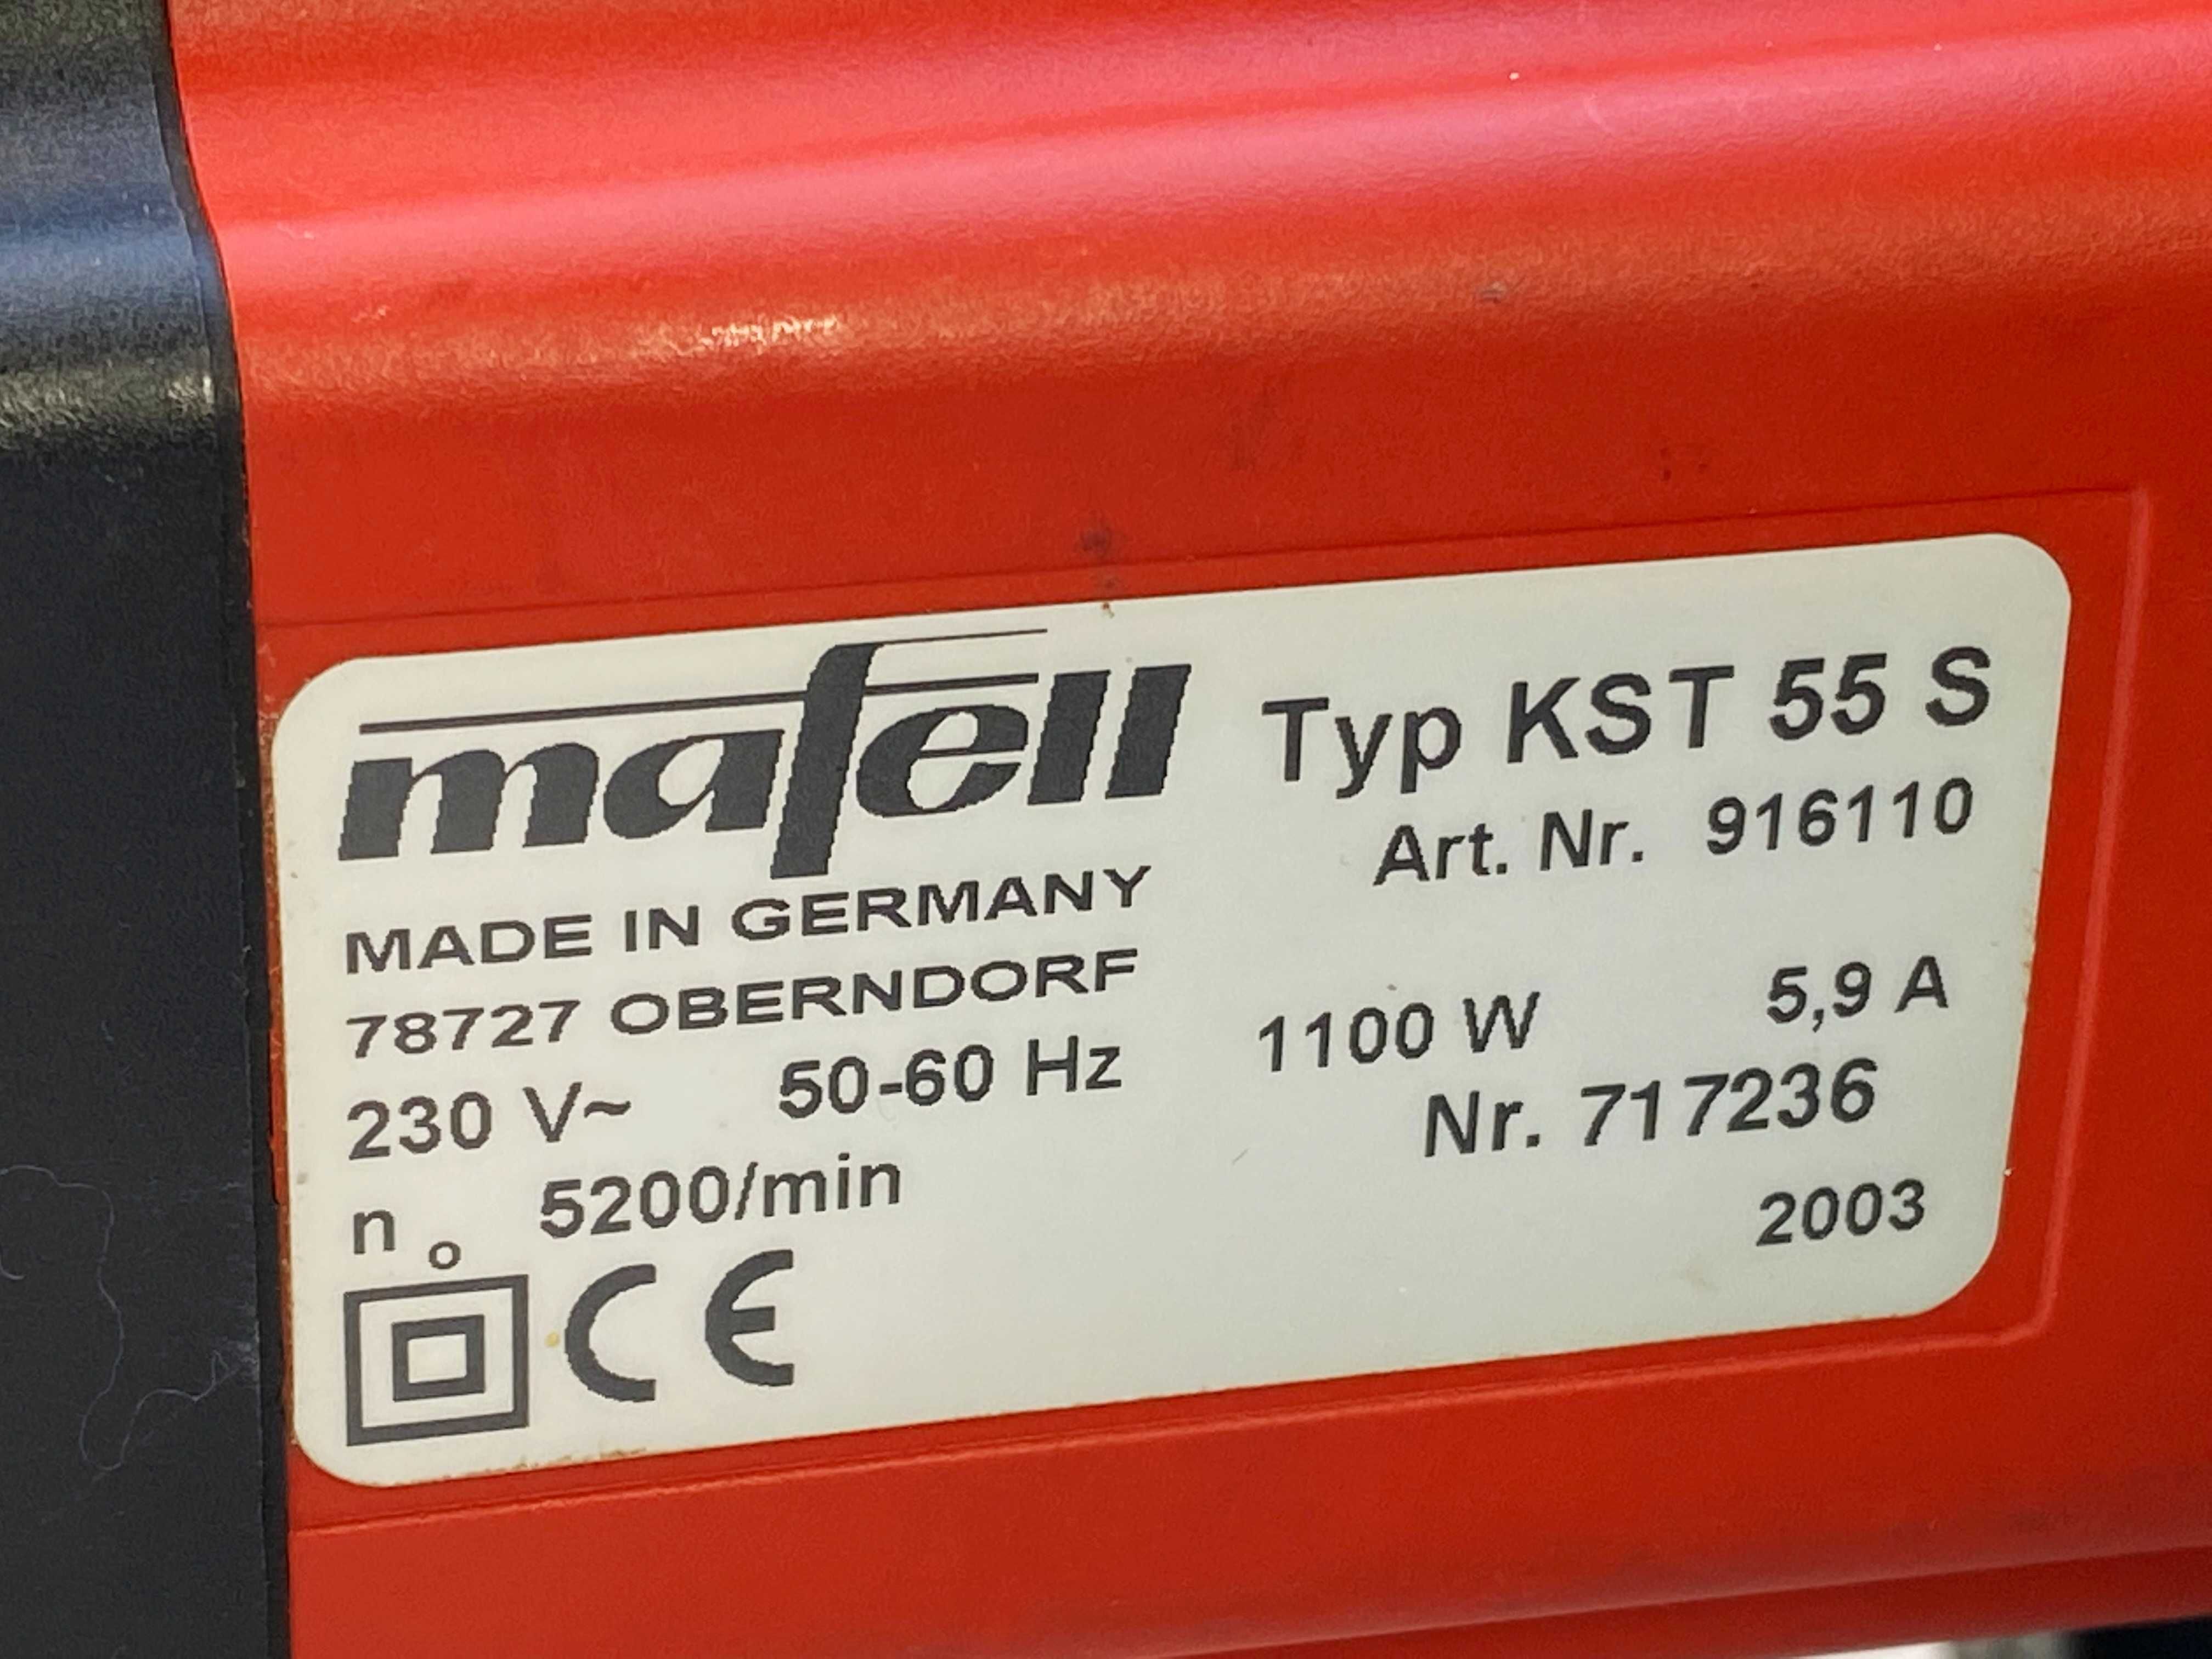 mafell Typ KST 55 S
Art. Nr. 916110
MADE IN GERMANY
78727 OBERNDORF
230 V~ 50-60 Hz 1100 W 5,9 A
Nr. 717236
n o 5200/min
2003
CE